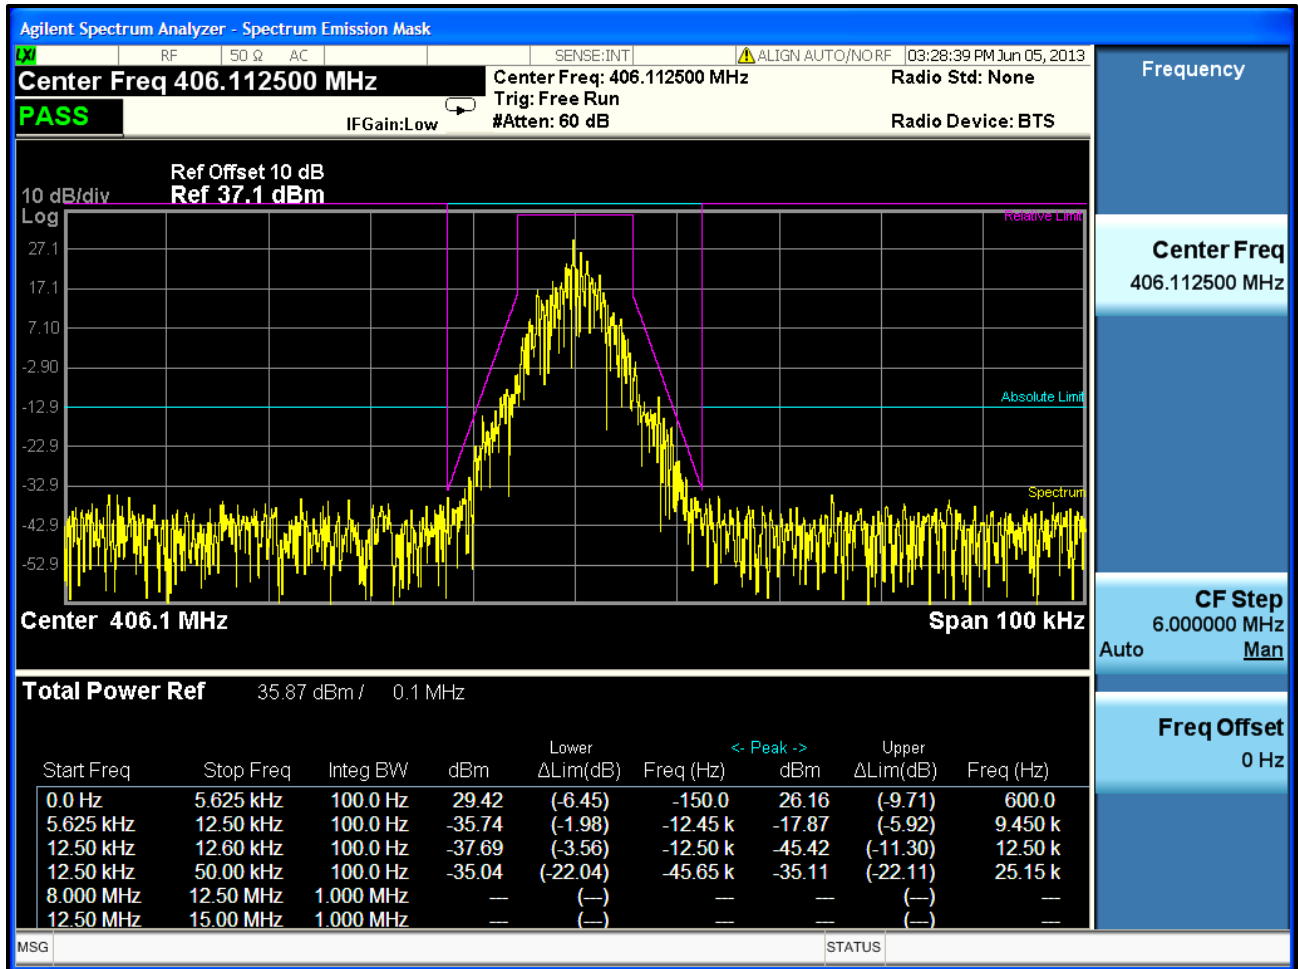 Agilent Spectrum Analyzer - Spectrum Emission Mask
LXI RF 50 Ω AC SENSE:INT ALIGN AUTO/NO RF 03:28:39 PM Jun 05, 2013
Center Freq 406.112500 MHz
Center Freq: 406.112500 MHz
Radio Std: None
Trig: Free Run
PASS
IFGain:Low
#Atten: 60 dB
Radio Device: BTS
Ref Offset 10 dB
10 dB/div Ref 37.1 dBm
Log
Relative Limit
27.1
17.1
7.10
-2.90
Absolute Limit
-12.9
-22.9
-32.9
Spectrum
-42.9
-52.9
Center 406.1 MHz Span 100 kHz
Total Power Ref 35.87 dBm / 0.1 MHz
Lower <- Peak -> Upper
Start Freq Stop Freq Integ BW dBm ΔLim(dB) Freq (Hz) dBm ΔLim(dB) Freq (Hz)
0.0 Hz 5.625 kHz 100.0 Hz 29.42 (-6.45) -150.0 26.16 (-9.71) 600.0
5.625 kHz 12.50 kHz 100.0 Hz -35.74 (-1.98) -12.45 k -17.87 (-5.92) 9.450 k
12.50 kHz 12.60 kHz 100.0 Hz -37.69 (-3.56) -12.50 k -45.42 (-11.30) 12.50 k
12.50 kHz 50.00 kHz 100.0 Hz -35.04 (-22.04) -45.65 k -35.11 (-22.11) 25.15 k
8.000 MHz 12.50 MHz 1.000 MHz --- (---) --- --- (---) ---
12.50 MHz 15.00 MHz 1.000 MHz --- (---) --- --- (---) ---
MSG STATUS
Frequency
Center Freq
406.112500 MHz
CF Step
6.000000 MHz
Auto Man
Freq Offset
0 Hz